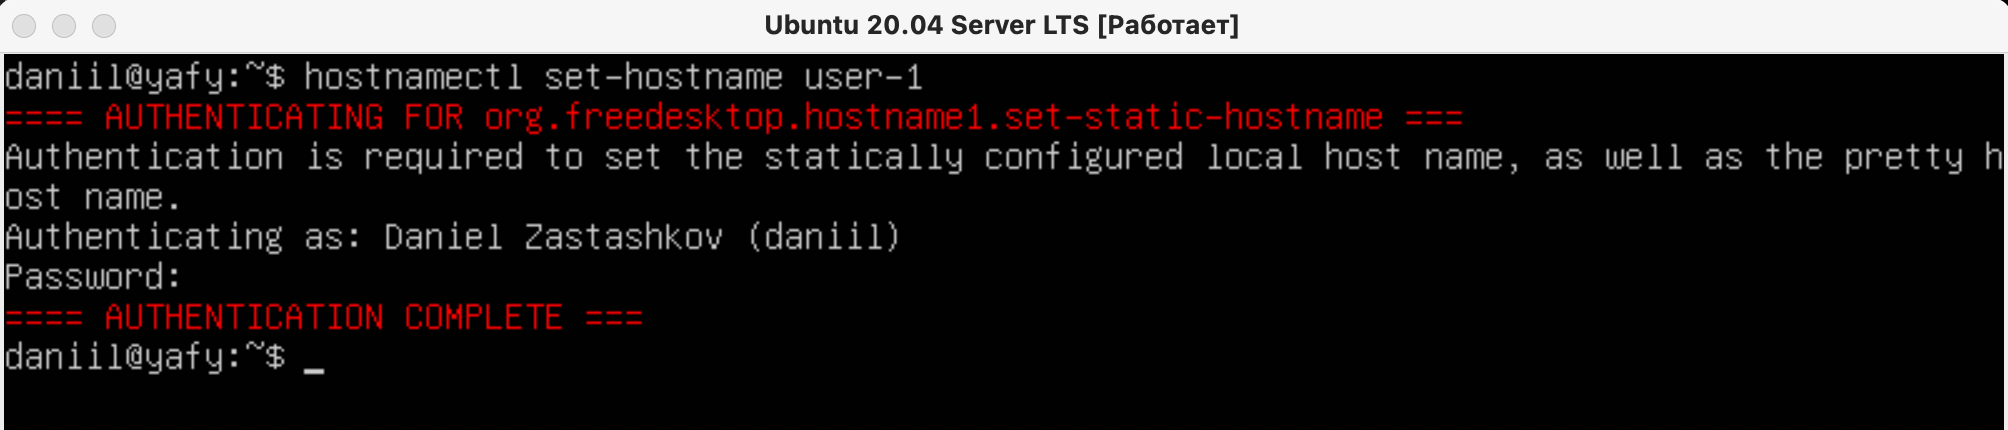 Ubuntu 20.04 Server LTS [Работает]
daniil@yafy:~$ hostnamectl set-hostname user-1
==== AUTHENTICATING FOR org.freedesktop.hostname1.set-static-hostname ===
Authentication is required to set the statically configured local host name, as well as the pretty h
ost name.
Authenticating as: Daniel Zastashkov (daniil)
Password:
==== AUTHENTICATION COMPLETE ===
daniil@yafy:~$ _